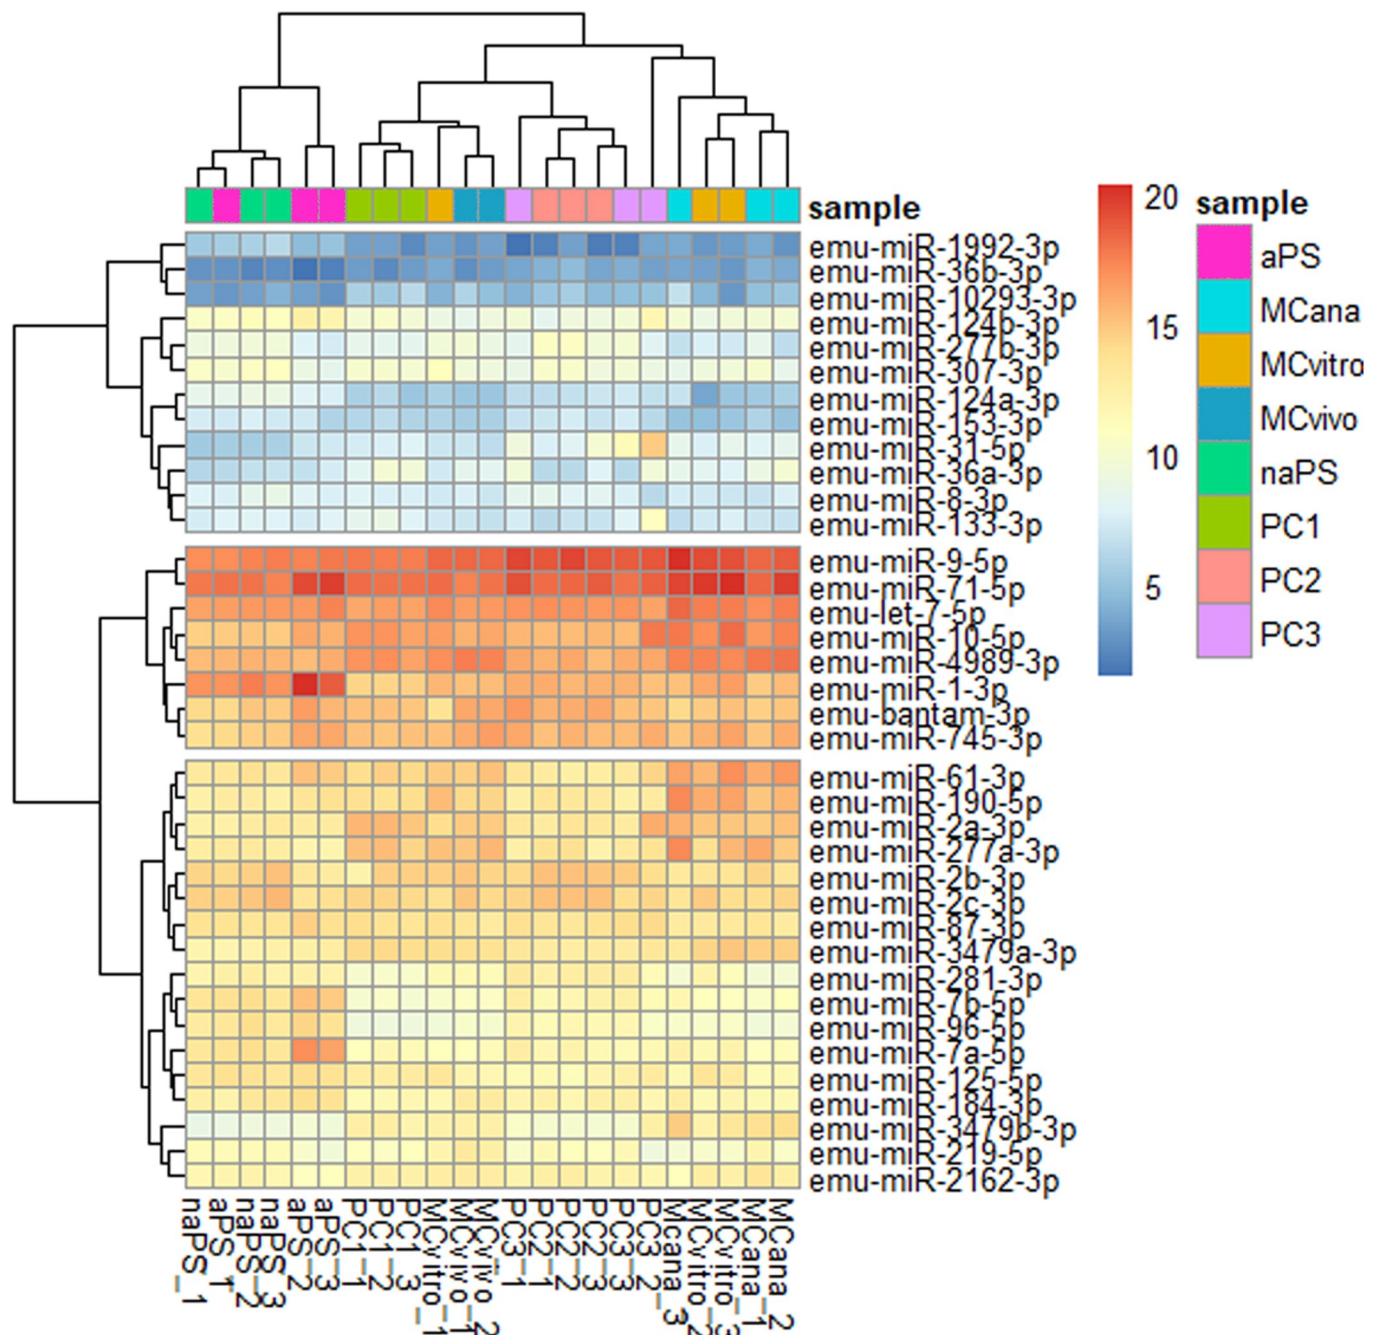 sample
emu-miR-1992-3p
emu-miR-36b-3p
emu-miR-10293-3p
emu-miR-124b-3p
emu-miR-277b-3p
emu-miR-307-3p
emu-miR-124a-3p
emu-miR-153-3p
emu-miR-31-5p
emu-miR-36a-3p
emu-miR-8-3p
emu-miR-133-3p
emu-miR-9-5p
emu-miR-71-5p
emu-let-7-5p
emu-miR-10-5p
emu-miR-4989-3p
emu-miR-1-3p
emu-bantam-3p
emu-miR-745-3p
emu-miR-61-3p
emu-miR-190-5p
emu-miR-2a-3p
emu-miR-277a-3p
emu-miR-2b-3p
emu-miR-2c-3p
emu-miR-87-3p
emu-miR-3479a-3p
emu-miR-281-3p
emu-miR-7b-5p
emu-miR-96-5p
emu-miR-7a-5p
emu-miR-125-5p
emu-miR-184-3p
emu-miR-3479b-3p
emu-miR-219-5p
emu-miR-2162-3p
naPS_1
aPS_1
naPS_2
naPS_3
aPS_2
aPS_3
PC1_1
PC1_2
PC1_3
MCvitro_1
MCvivo_1
MCvivo_2
PC3_1
PC2_1
PC2_2
PC2_3
PC3_2
PC3_3
Mcana_3
MCvitro_2
MCvitro_3
MCana_1
MCana_2
20
15
10
5
sample
aPS
MCana
MCvitro
MCvivo
naPS
PC1
PC2
PC3